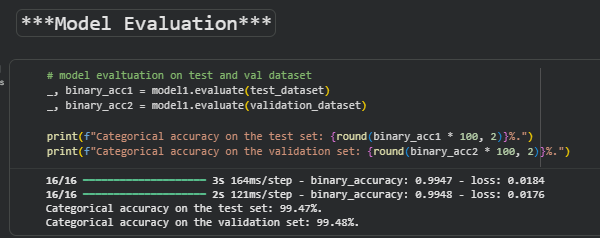 ***Model Evaluation***
# model evaltuation on test and val dataset
_, binary_acc1 = model1.evaluate(test_dataset)
_, binary_acc2 = model1.evaluate(validation_dataset)
print(f"Categorical accuracy on the test set: {round(binary_acc1 * 100, 2)}%.")
print(f"Categorical accuracy on the validation set: {round(binary_acc2 * 100, 2)}%.")
16/16 ━━━━━━━━━━━━━━━━━━━━ 3s 164ms/step - binary_accuracy: 0.9947 - loss: 0.0184
16/16 ━━━━━━━━━━━━━━━━━━━━ 2s 121ms/step - binary_accuracy: 0.9948 - loss: 0.0176
Categorical accuracy on the test set: 99.47%.
Categorical accuracy on the validation set: 99.48%.